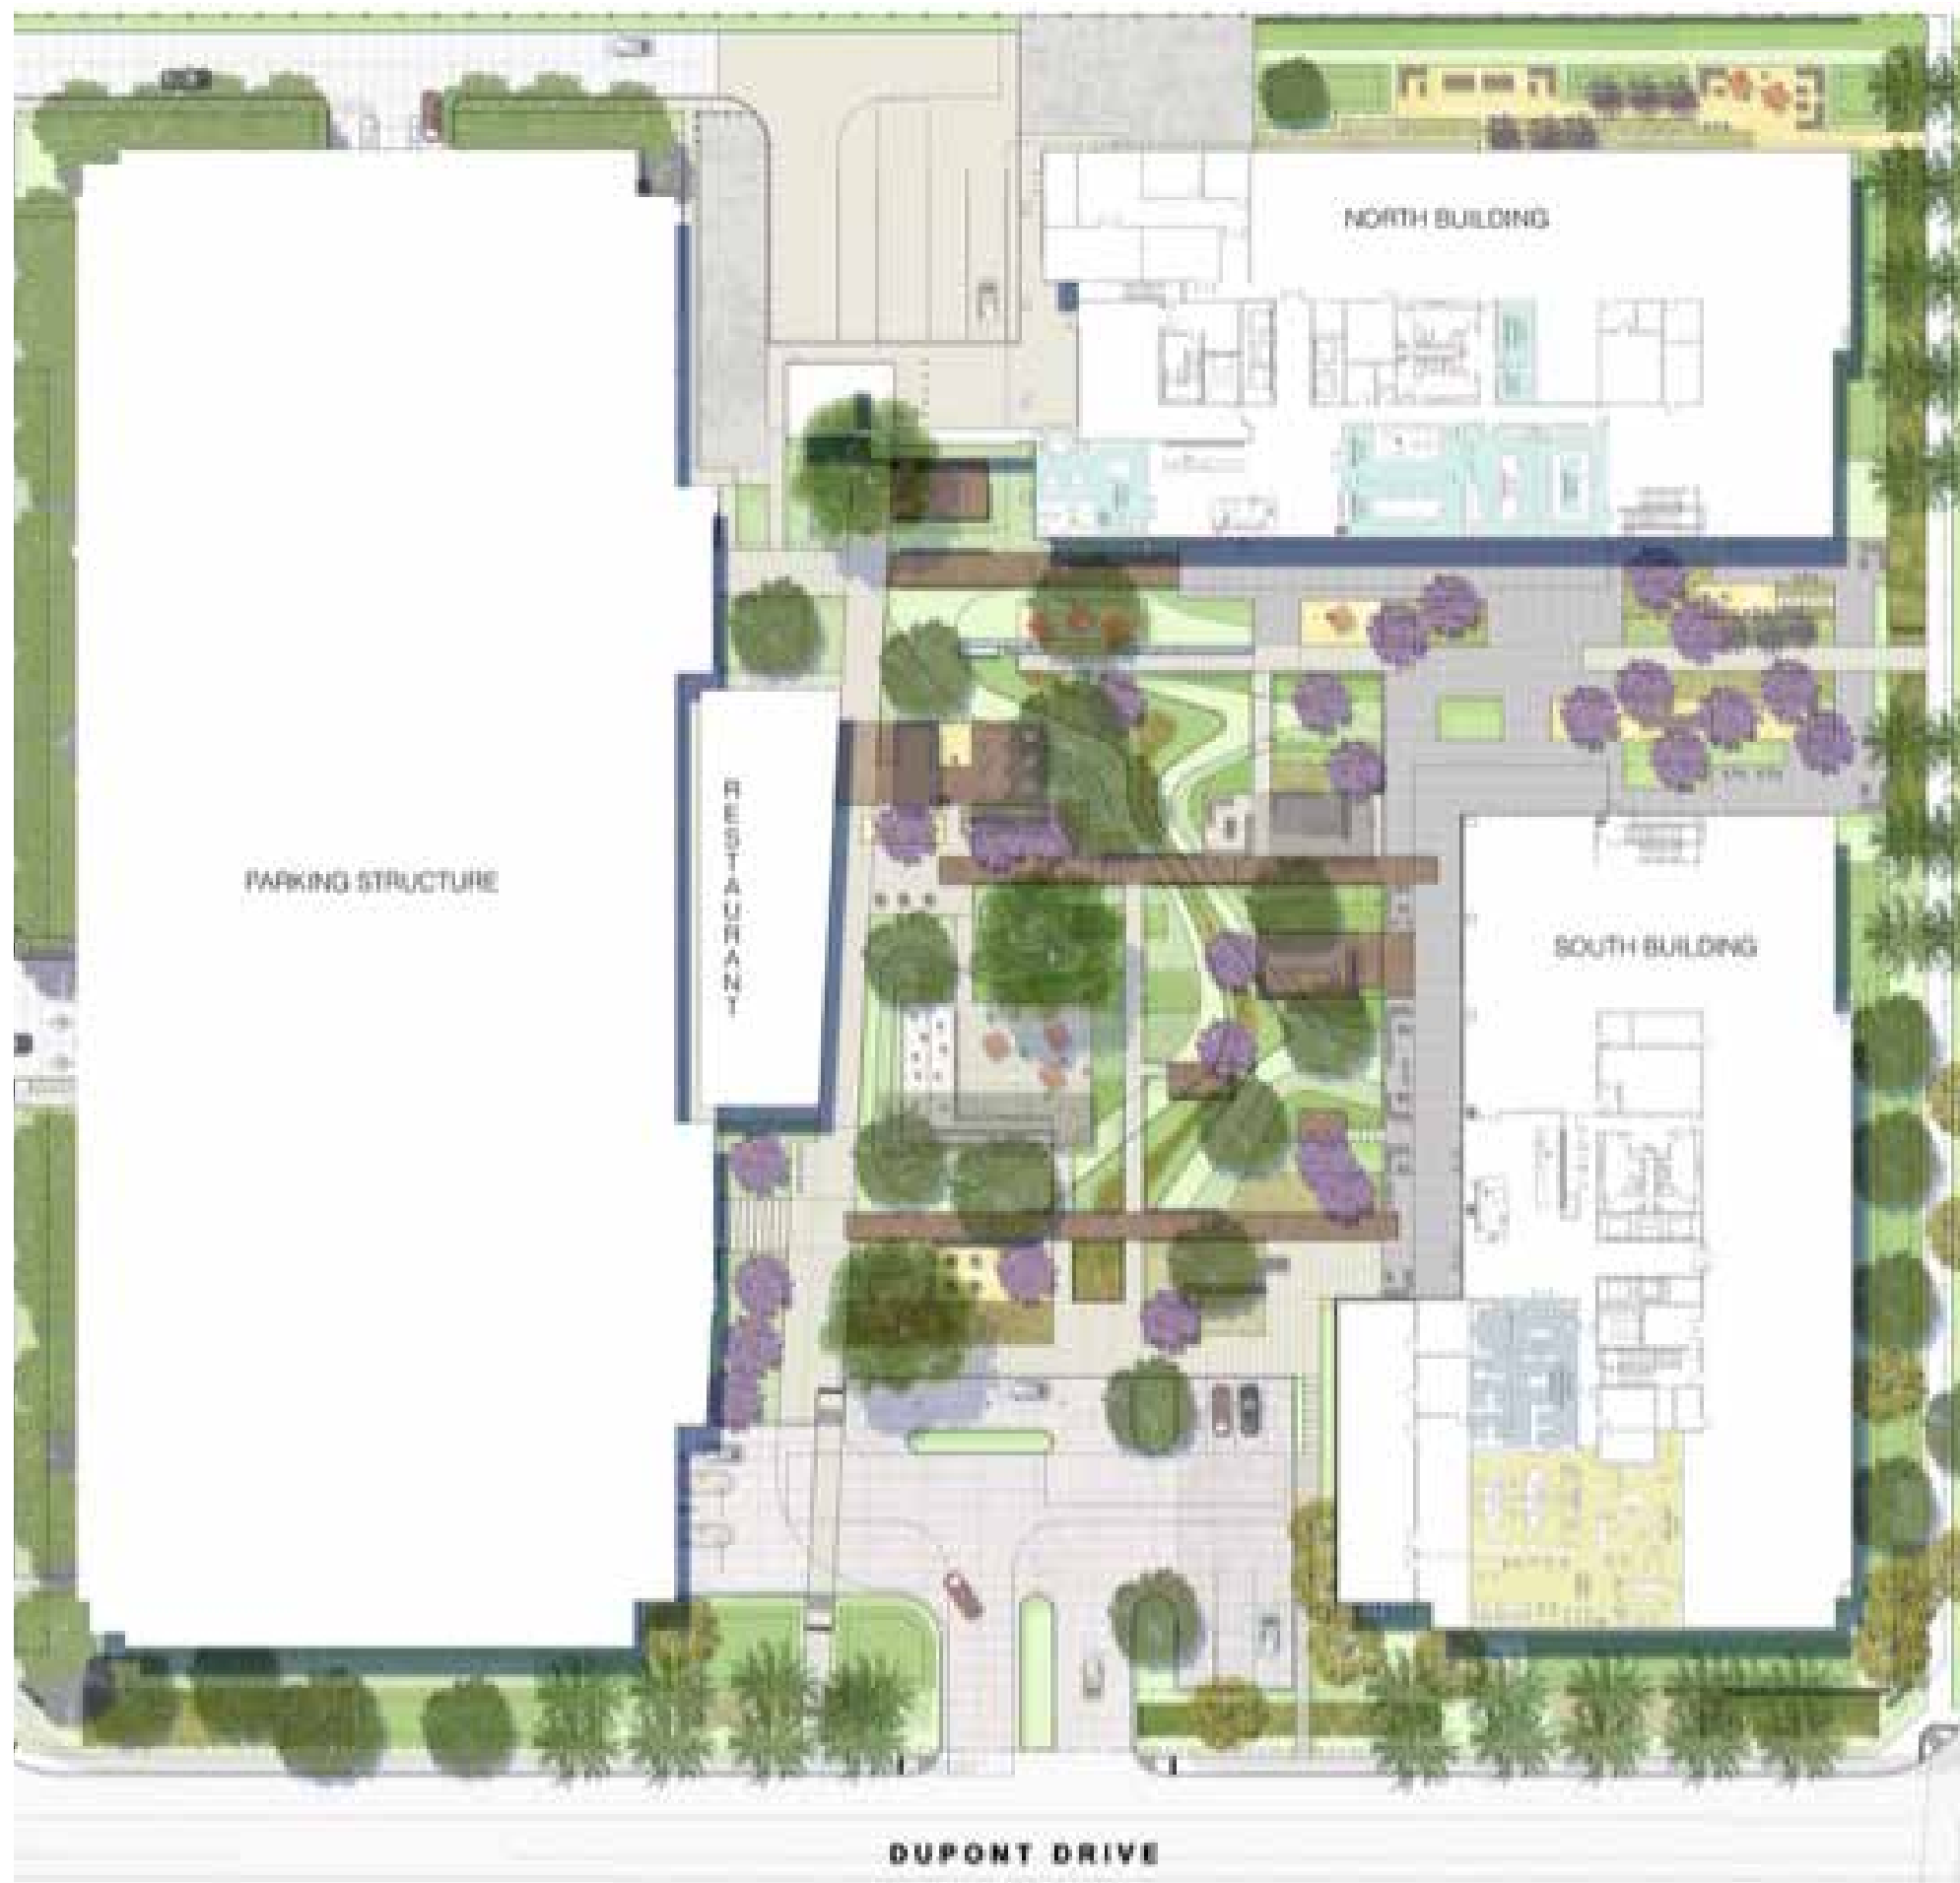 NORTH BUILDING
PARKING STRUCTURE
RESTAURANT
SOUTH BUILDING
DUPONT DRIVE